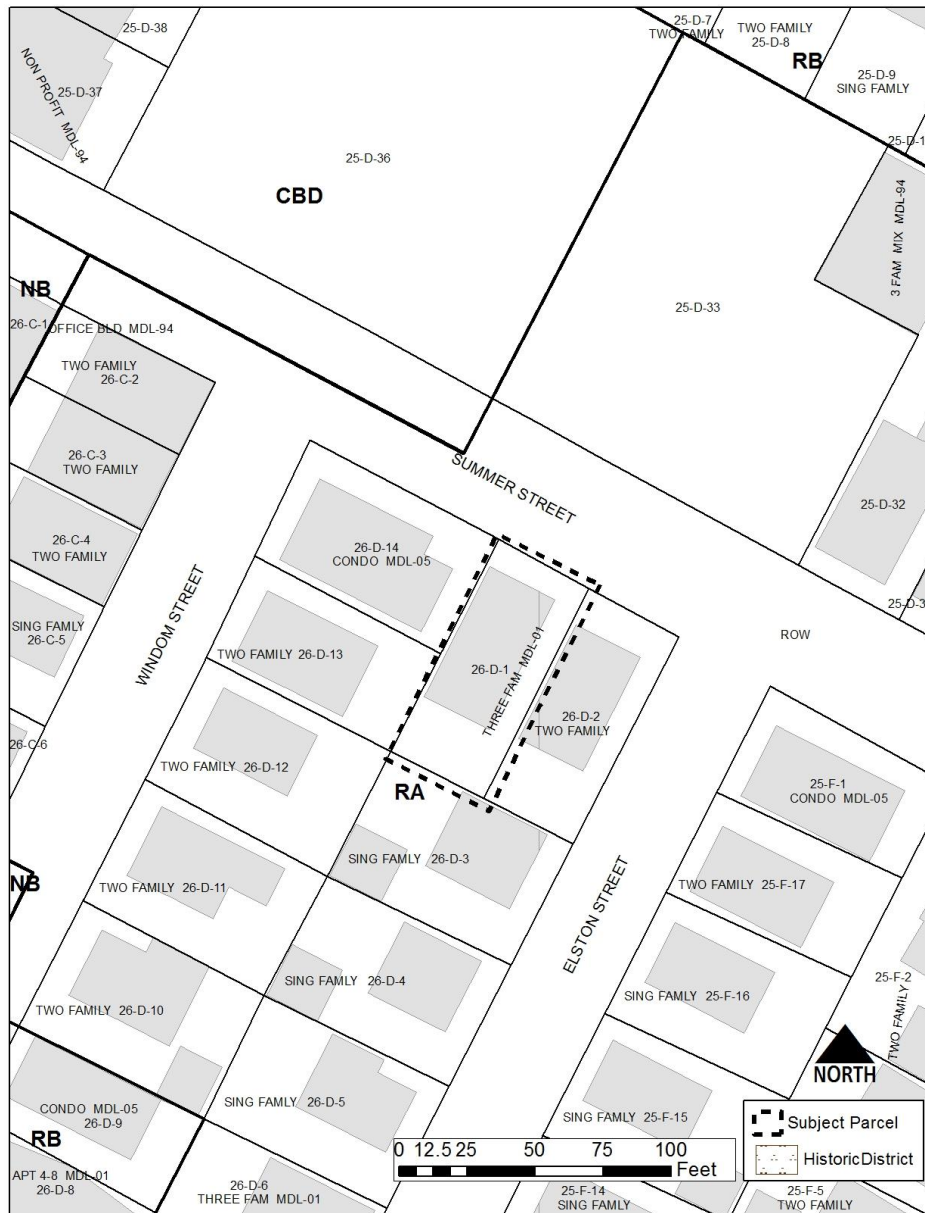 25-D-38
25-D-7
TWO FAMILY
TWO FAMILY
25-D-8
RB
25-D-9
SING FAMLY
NON PROFIT MDL-94
25-D-37
25-D-36
25-D-1
CBD
3 FAM MIX MDL-94
NB
25-D-33
26-C-1
OFFICE BLD MDL-94
TWO FAMILY
26-C-2
26-C-3
TWO FAMILY
SUMMER STREET
25-D-32
26-C-4
TWO FAMILY
26-D-14
CONDO MDL-05
25-D-3
SING FAMLY
26-C-5
WINDOM STREET
TWO FAMILY 26-D-13
26-D-1
THREE FAM MDL-01
ROW
26-D-2
TWO FAMILY
26-C-6
TWO FAMILY 26-D-12
RA
25-F-1
CONDO MDL-05
SING FAMLY 26-D-3
NB
TWO FAMILY 26-D-11
TWO FAMILY 25-F-17
ELSTON STREET
SING FAMLY 26-D-4
SING FAMLY 25-F-16
25-F-2
TWO FAMILY
TWO FAMILY 26-D-10
NORTH
CONDO MDL-05
26-D-9
SING FAMLY 26-D-5
SING FAMLY 25-F-15
RB
Subject Parcel
HistoricDistrict
0 12.5 25 50 75 100
Feet
APT 4-8 MDL-01
26-D-8
26-D-6
THREE FAM MDL-01
25-F-14
SING FAMLY
25-F-5
TWO FAMILY